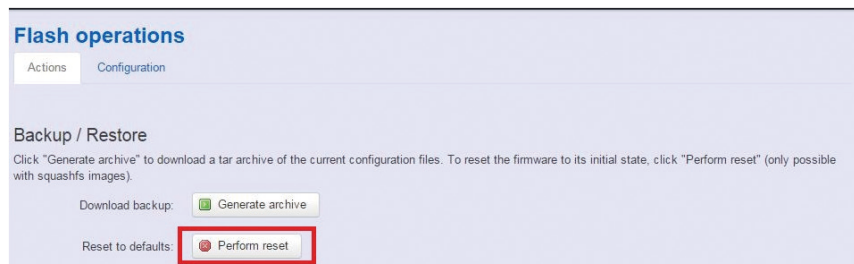 Flash operations
Actions Configuration
Backup / Restore
Click "Generate archive" to download a tar archive of the current configuration files. To reset the firmware to its initial state, click "Perform reset" (only possible
with squashfs images).
Download backup: Generate archive
Reset to defaults: Perform reset